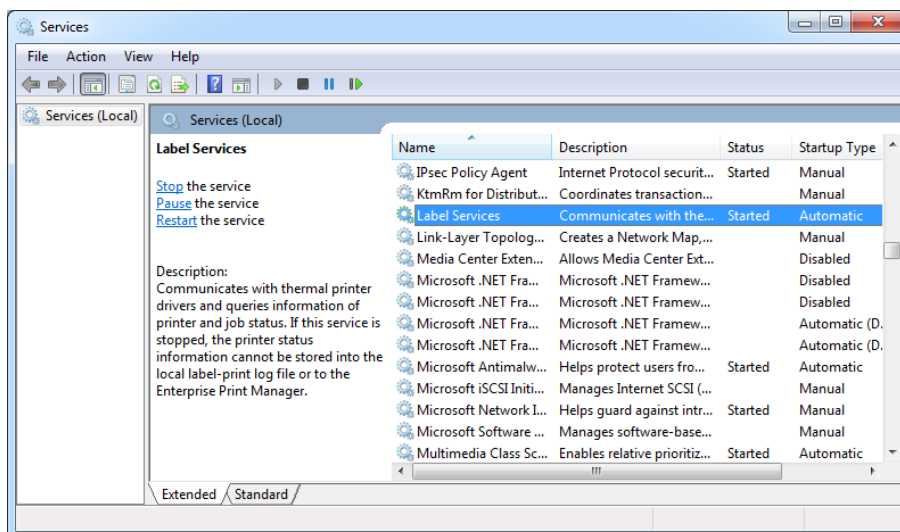 Services
File Action View Help
Services (Local)
Services (Local)
Label Services
Stop the service
Pause the service
Restart the service
Description:
Communicates with thermal printer
drivers and queries information of
printer and job status. If this service is
stopped, the printer status
information cannot be stored into the
local label-print log file or to the
Enterprise Print Manager.
Name Description Status Startup Type
IPsec Policy Agent Internet Protocol securit... Started Manual
KtmRm for Distribut... Coordinates transaction... Manual
Label Services Communicates with the... Started Automatic
Link-Layer Topolog... Creates a Network Map,... Manual
Media Center Exten... Allows Media Center Ext... Disabled
Microsoft .NET Fra... Microsoft .NET Framew... Disabled
Microsoft .NET Fra... Microsoft .NET Framew... Disabled
Microsoft .NET Fra... Microsoft .NET Framew... Automatic (D.
Microsoft .NET Fra... Microsoft .NET Framew... Automatic (D.
Microsoft Antimalw... Helps protect users fro... Started Automatic
Microsoft iSCSI Initi... Manages Internet SCSI (... Manual
Microsoft Network I... Helps guard against intr... Started Manual
Microsoft Software ... Manages software-base... Manual
Multimedia Class Sc... Enables relative prioritiz... Started Automatic
Extended Standard